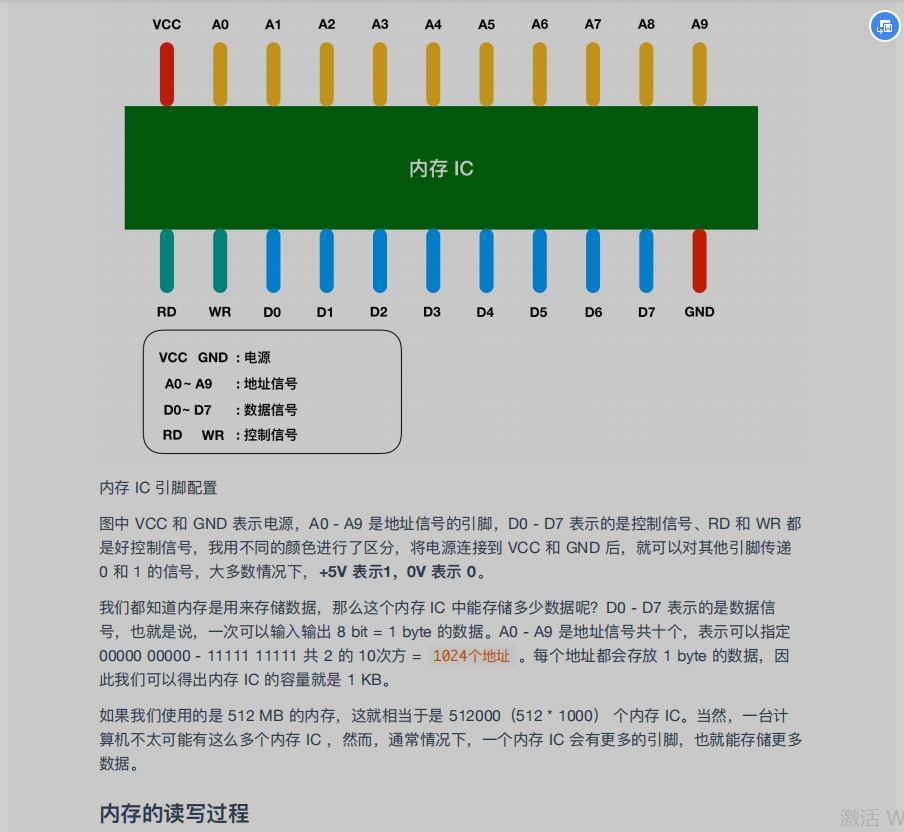 VCC A0 A1 A2 A3 A4 A5 A6 A7 A8 A9
内存 IC
RD WR D0 D1 D2 D3 D4 D5 D6 D7 GND
VCC GND : 电源
A0~ A9 : 地址信号
D0~ D7 : 数据信号
RD WR : 控制信号
内存 IC 引脚配置
图中 VCC 和 GND 表示电源，A0 - A9 是地址信号的引脚，D0 - D7 表示的是控制信号、RD 和 WR 都
是好控制信号，我用不同的颜色进行了区分，将电源连接到 VCC 和 GND 后，就可以对其他引脚传递
0 和 1 的信号，大多数情况下，+5V 表示1，0V 表示 0。
我们都知道内存是用来存储数据，那么这个内存 IC 中能存储多少数据呢？D0 - D7 表示的是数据信
号，也就是说，一次可以输入输出 8 bit = 1 byte 的数据。A0 - A9 是地址信号共十个，表示可以指定
00000 00000 - 11111 11111 共 2 的 10次方 = 1024个地址 。每个地址都会存放 1 byte 的数据，因
此我们可以得出内存 IC 的容量就是 1 KB。
如果我们使用的是 512 MB 的内存，这就相当于是 512000（512 * 1000） 个内存 IC。当然，一台计
算机不太可能有这么多个内存 IC ，然而，通常情况下，一个内存 IC 会有更多的引脚，也就能存储更多
数据。
内存的读写过程
激活 W